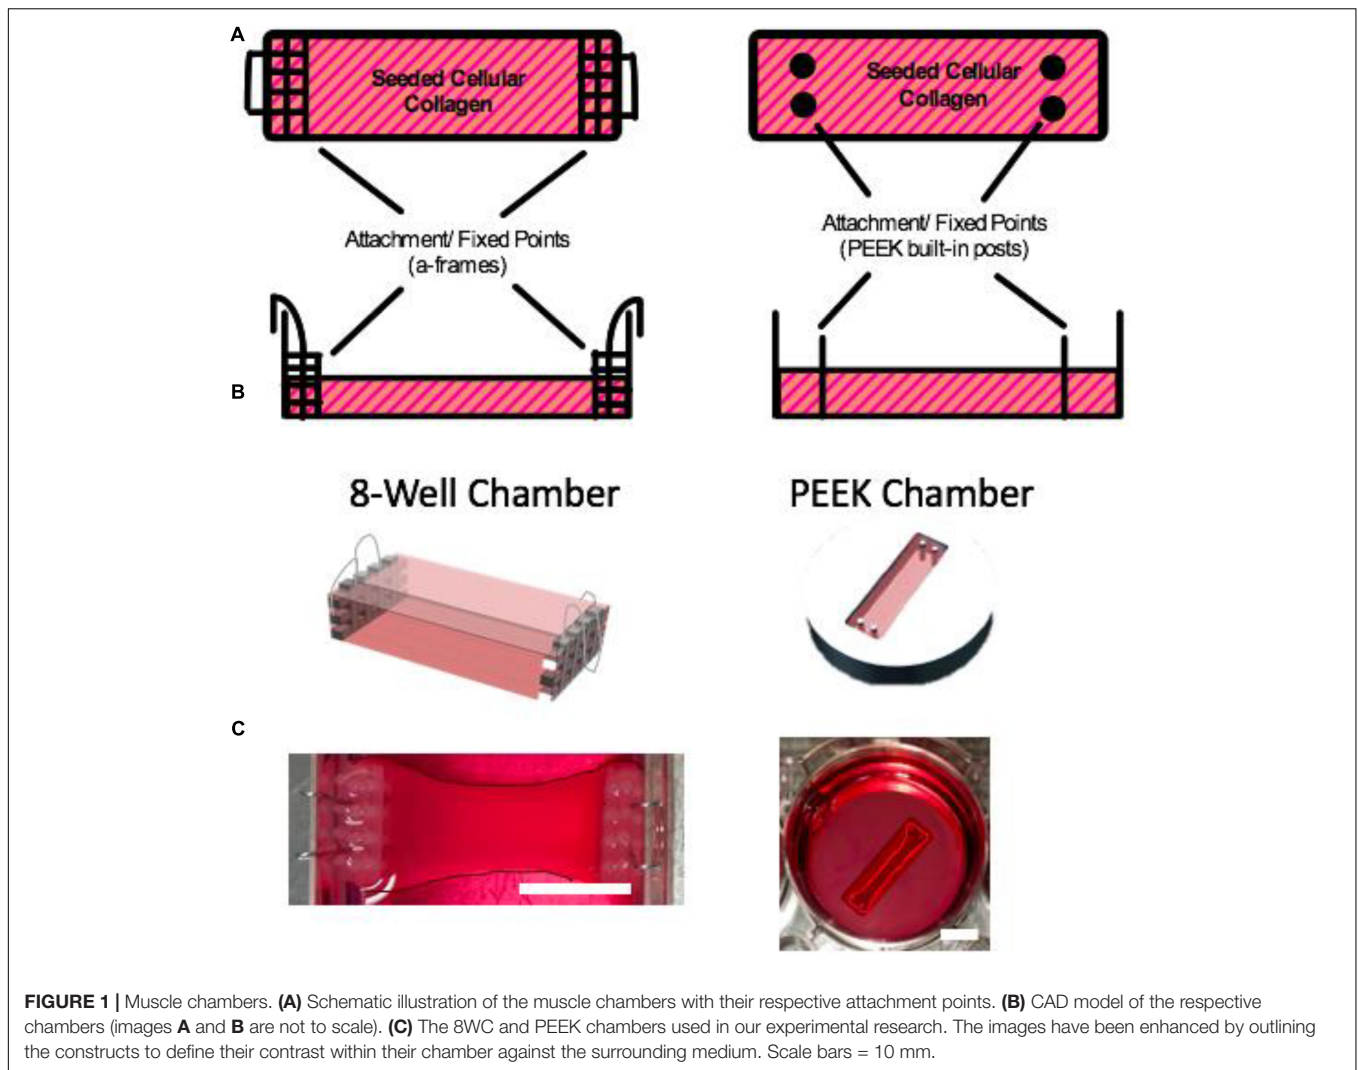 A
Seeded Cellular
Collagen
Seeded Cellular
Collagen
Attachment/ Fixed Points
(a-frames)
Attachment/ Fixed Points
(PEEK built-in posts)
B
8-Well Chamber
PEEK Chamber
C
FIGURE 1 | Muscle chambers. (A) Schematic illustration of the muscle chambers with their respective attachment points. (B) CAD model of the respective
chambers (images A and B are not to scale). (C) The 8WC and PEEK chambers used in our experimental research. The images have been enhanced by outlining
the constructs to define their contrast within their chamber against the surrounding medium. Scale bars = 10 mm.